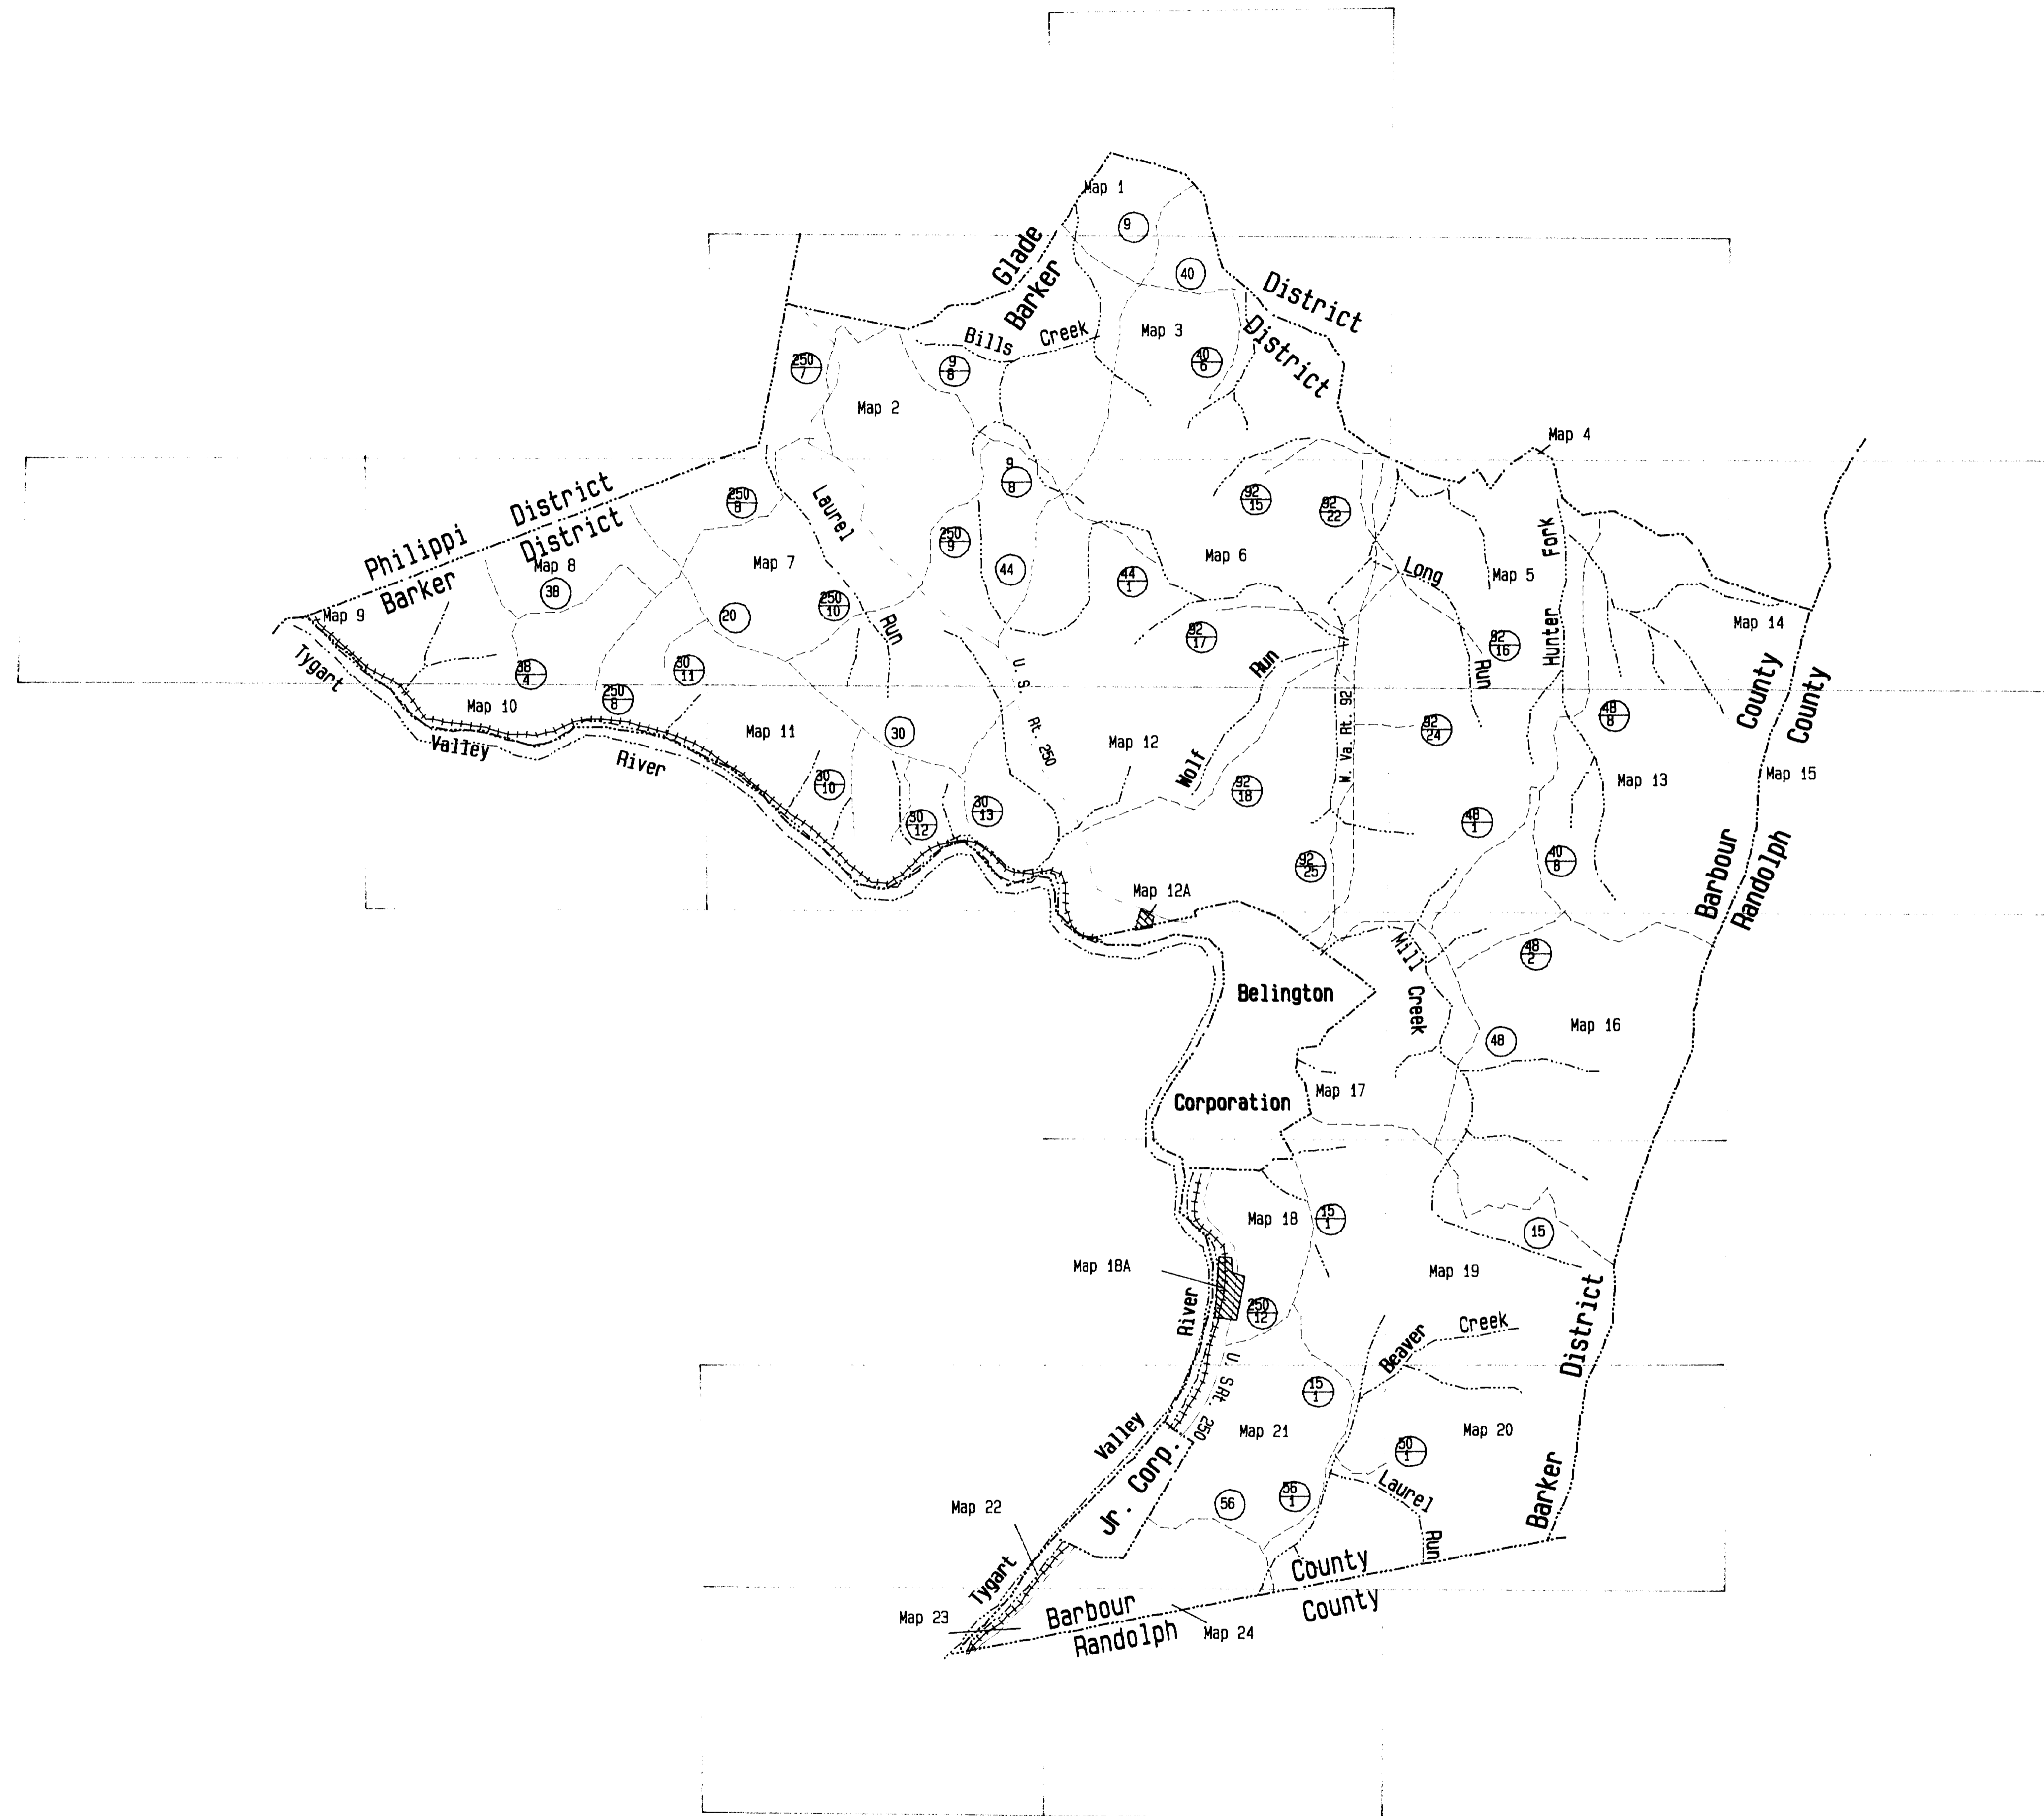 Map 1
9
Glade District
Barker District
40
Bills Creek
Map 3
250
7
9
8
40
6
Map 2
Map 4
Philippi District
Barker District
250
8
Laurel Run
9
8
92
15
92
22
Map 8
38
Map 7
250
9
44
44
1
Map 6
Long Run
Map 5
Hunter Fork
Map 9
20
250
10
92
17
92
16
Map 14
Tygart Valley River
38
4
30
11
250
8
Map 10
Map 11
30
U. S. Rt. 250
Map 12
Wolf Run
W. Va. Rt. 92
92
24
48
8
Barbour County
Randolph County
Map 15
Map 13
30
10
30
12
30
13
92
18
48
1
92
25
40
8
Map 12A
Mill Creek
48
2
Belington
Corporation
Map 16
48
Map 17
Map 18
15
1
15
Map 18A
Map 19
250
12
River
Beaver Creek
U. S Rt. 250
15
1
Map 21
Map 20
Barker District
Valley
50
1
Jr. Corp.
Laurel Run
56
56
1
Map 22
Tygart
Map 23
Barbour County
Randolph County
Map 24